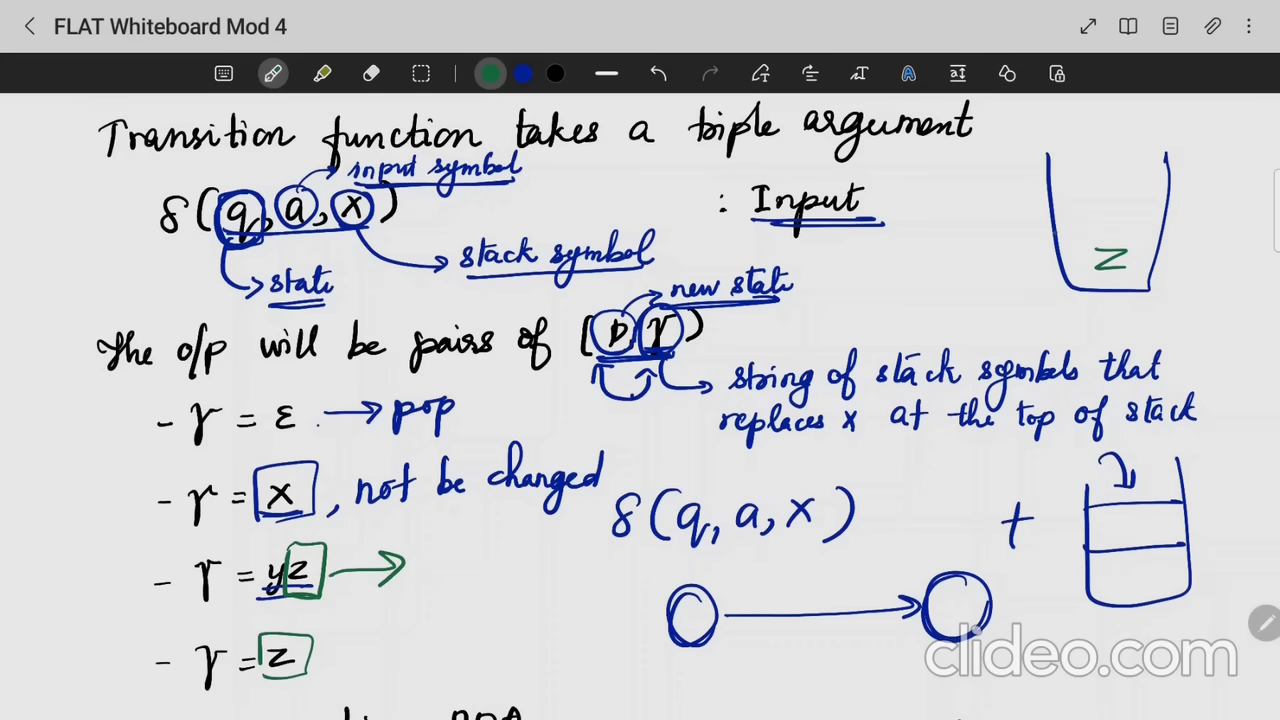 FLAT Whiteboard Mod 4
Transition function takes a triple argument
input symbol
δ(q, a, x) : Input
stack symbol
state
z
new state
The o/p will be pairs of (p γ)
string of stack symbols that
replaces x at the top of stack
- γ = ε → pop
- γ = x, not be changed
δ(q, a, x) +
- γ = yz →
- γ = z
clideo.com
PDA